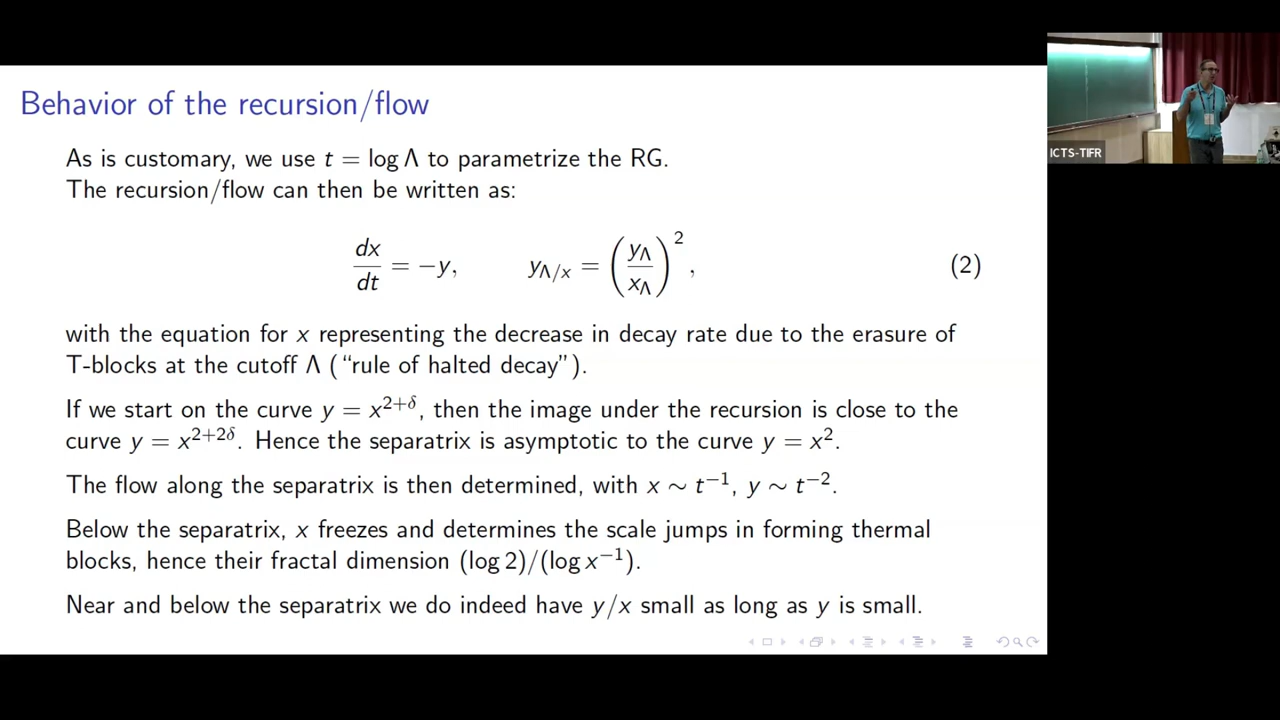 Behavior of the recursion/flow
As is customary, we use t = log Λ to parametrize the RG.
The recursion/flow can then be written as:
dx/dt = −y, y_{Λ/x} = (y_Λ/x_Λ)^2, (2)
with the equation for x representing the decrease in decay rate due to the erasure of
T-blocks at the cutoff Λ (“rule of halted decay”).
If we start on the curve y = x^{2+δ}, then the image under the recursion is close to the
curve y = x^{2+2δ}. Hence the separatrix is asymptotic to the curve y = x^2.
The flow along the separatrix is then determined, with x ∼ t^{−1}, y ∼ t^{−2}.
Below the separatrix, x freezes and determines the scale jumps in forming thermal
blocks, hence their fractal dimension (log 2)/(log x^{−1}).
Near and below the separatrix we do indeed have y/x small as long as y is small.
ICTS-TIFR